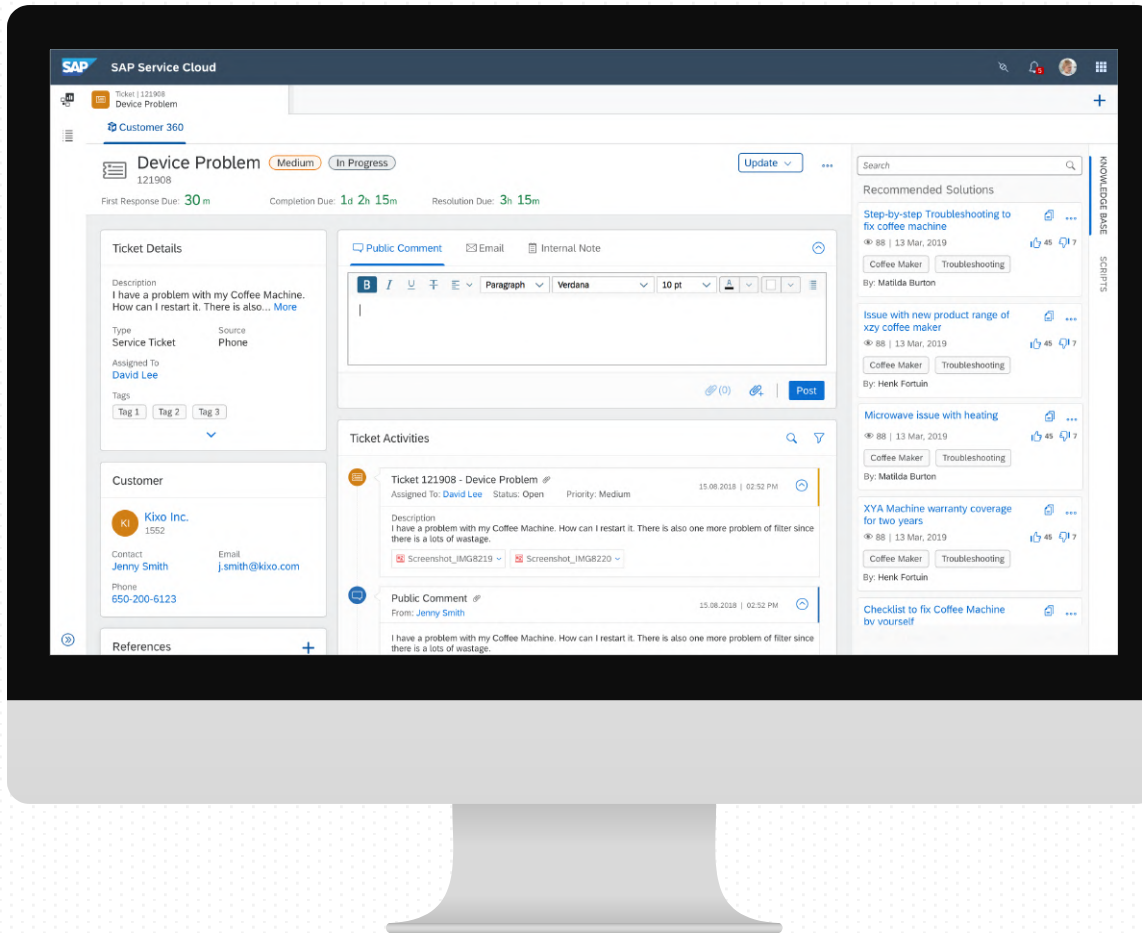 SAP
SAP Service Cloud
5
Ticket | 121908
Device Problem
Customer 360
Device Problem
Medium
In Progress
121908
Update
First Response Due: 30 m
Completion Due: 1d 2h 15m
Resolution Due: 3h 15m
Ticket Details
Description
I have a problem with my Coffee Machine.
How can I restart it. There is also... More
Type
Source
Service Ticket
Phone
Assigned To
David Lee
Tags
Tag 1
Tag 2
Tag 3
Customer
KI
Kixo Inc.
1552
Contact
Email
Jenny Smith
j.smith@kixo.com
Phone
650-200-6123
References
Public Comment
Email
Internal Note
B I U T
Paragraph
Verdana
10 pt
A
(0)
Post
Ticket Activities
Ticket 121908 - Device Problem
Assigned To: David Lee Status: Open Priority: Medium
15.08.2018 | 02:52 PM
Description
I have a problem with my Coffee Machine. How can I restart it. There is also one more problem of filter since
there is a lots of wastage.
Screenshot_IMG8219
Screenshot_IMG8220
Public Comment
From: Jenny Smith
15.08.2018 | 02:52 PM
I have a problem with my Coffee Machine. How can I restart it. There is also one more problem of filter since
there is a lots of wastage.
Search
Recommended Solutions
Step-by-step Troubleshooting to
fix coffee machine
88 | 13 Mar, 2019
45
7
Coffee Maker
Troubleshooting
By: Matilda Burton
Issue with new product range of
xzy coffee maker
88 | 13 Mar, 2019
45
7
Coffee Maker
Troubleshooting
By: Henk Fortuin
Microwave issue with heating
88 | 13 Mar, 2019
45
7
Coffee Maker
Troubleshooting
By: Matilda Burton
XYA Machine warranty coverage
for two years
88 | 13 Mar, 2019
45
7
Coffee Maker
Troubleshooting
By: Henk Fortuin
Checklist to fix Coffee Machine
by yourself
KNOWLEDGE BASE
SCRIPTS